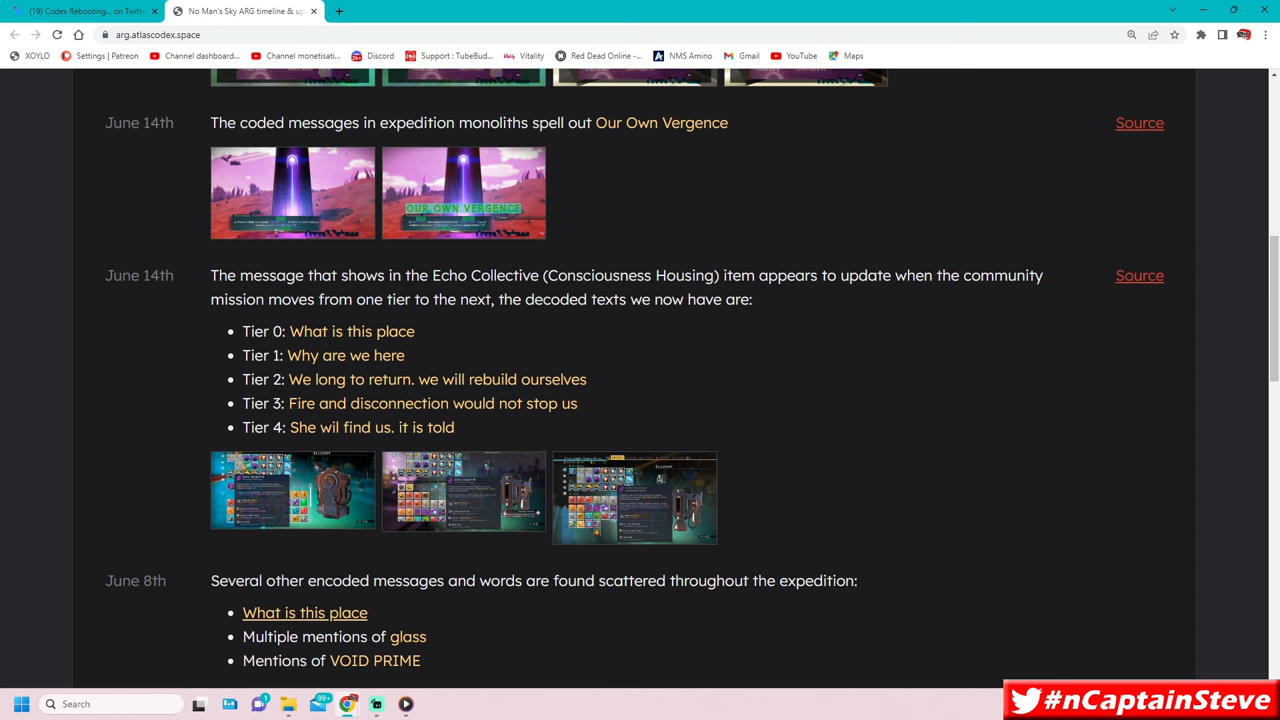 (19) Codex Rebooting... on Twitt
No Man's Sky ARG timeline & up
arg.atlascodex.space
XOYLO
Settings | Patreon
Channel dashboard...
Channel monetisati...
Discord
Support : TubeBud...
Vitality
Red Dead Online -...
NMS Amino
Gmail
YouTube
Maps
June 14th
The coded messages in expedition monoliths spell out Our Own Vergence
Source
OUR OWN VERGENCE
June 14th
The message that shows in the Echo Collective (Consciousness Housing) item appears to update when the community
Source
mission moves from one tier to the next, the decoded texts we now have are:
• Tier 0: What is this place
• Tier 1: Why are we here
• Tier 2: We long to return. we will rebuild ourselves
• Tier 3: Fire and disconnection would not stop us
• Tier 4: She wil find us. it is told
June 8th
Several other encoded messages and words are found scattered throughout the expedition:
• What is this place
• Multiple mentions of glass
• Mentions of VOID PRIME
Search
1
99+
#nCaptainSteve